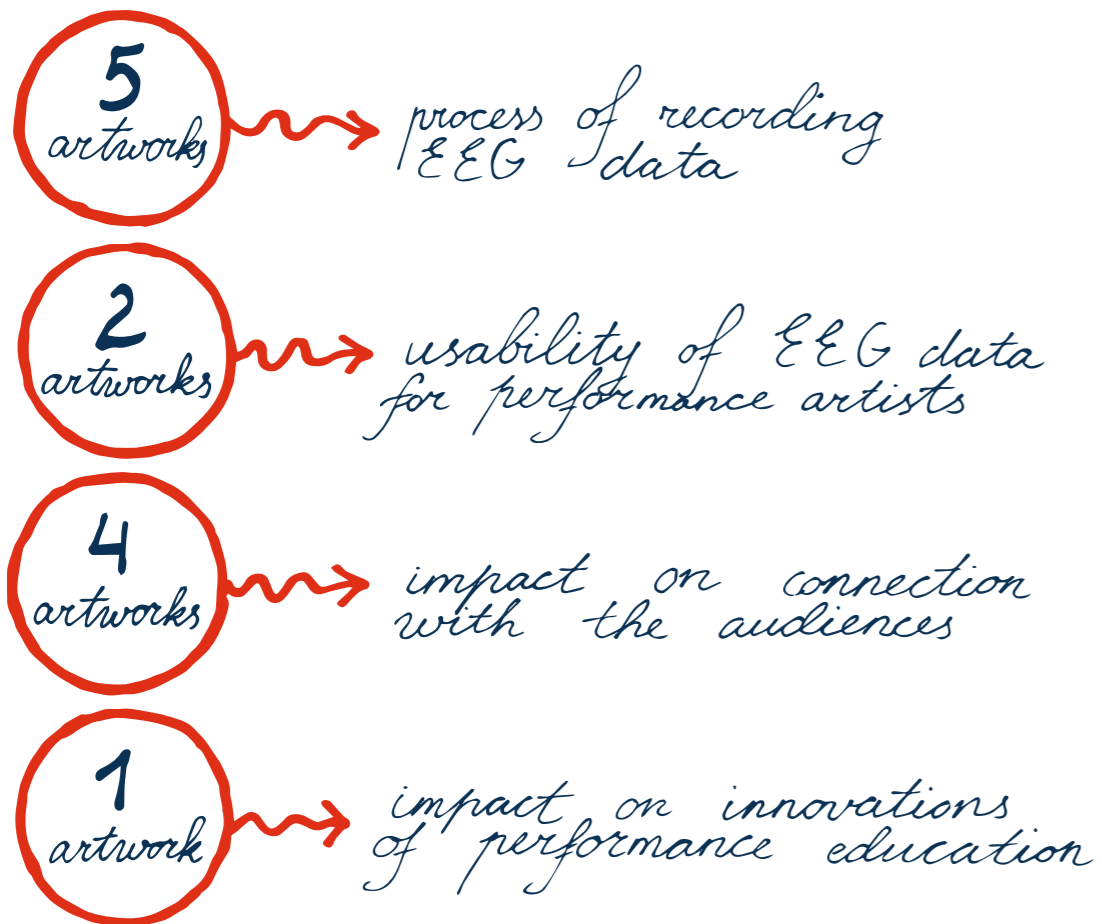 5
artworks
process of recording
EEG data
2
artworks
usability of EEG data
for performance artists
4
artworks
impact on connection
with the audiences
1
artwork
impact on innovations
of performance education